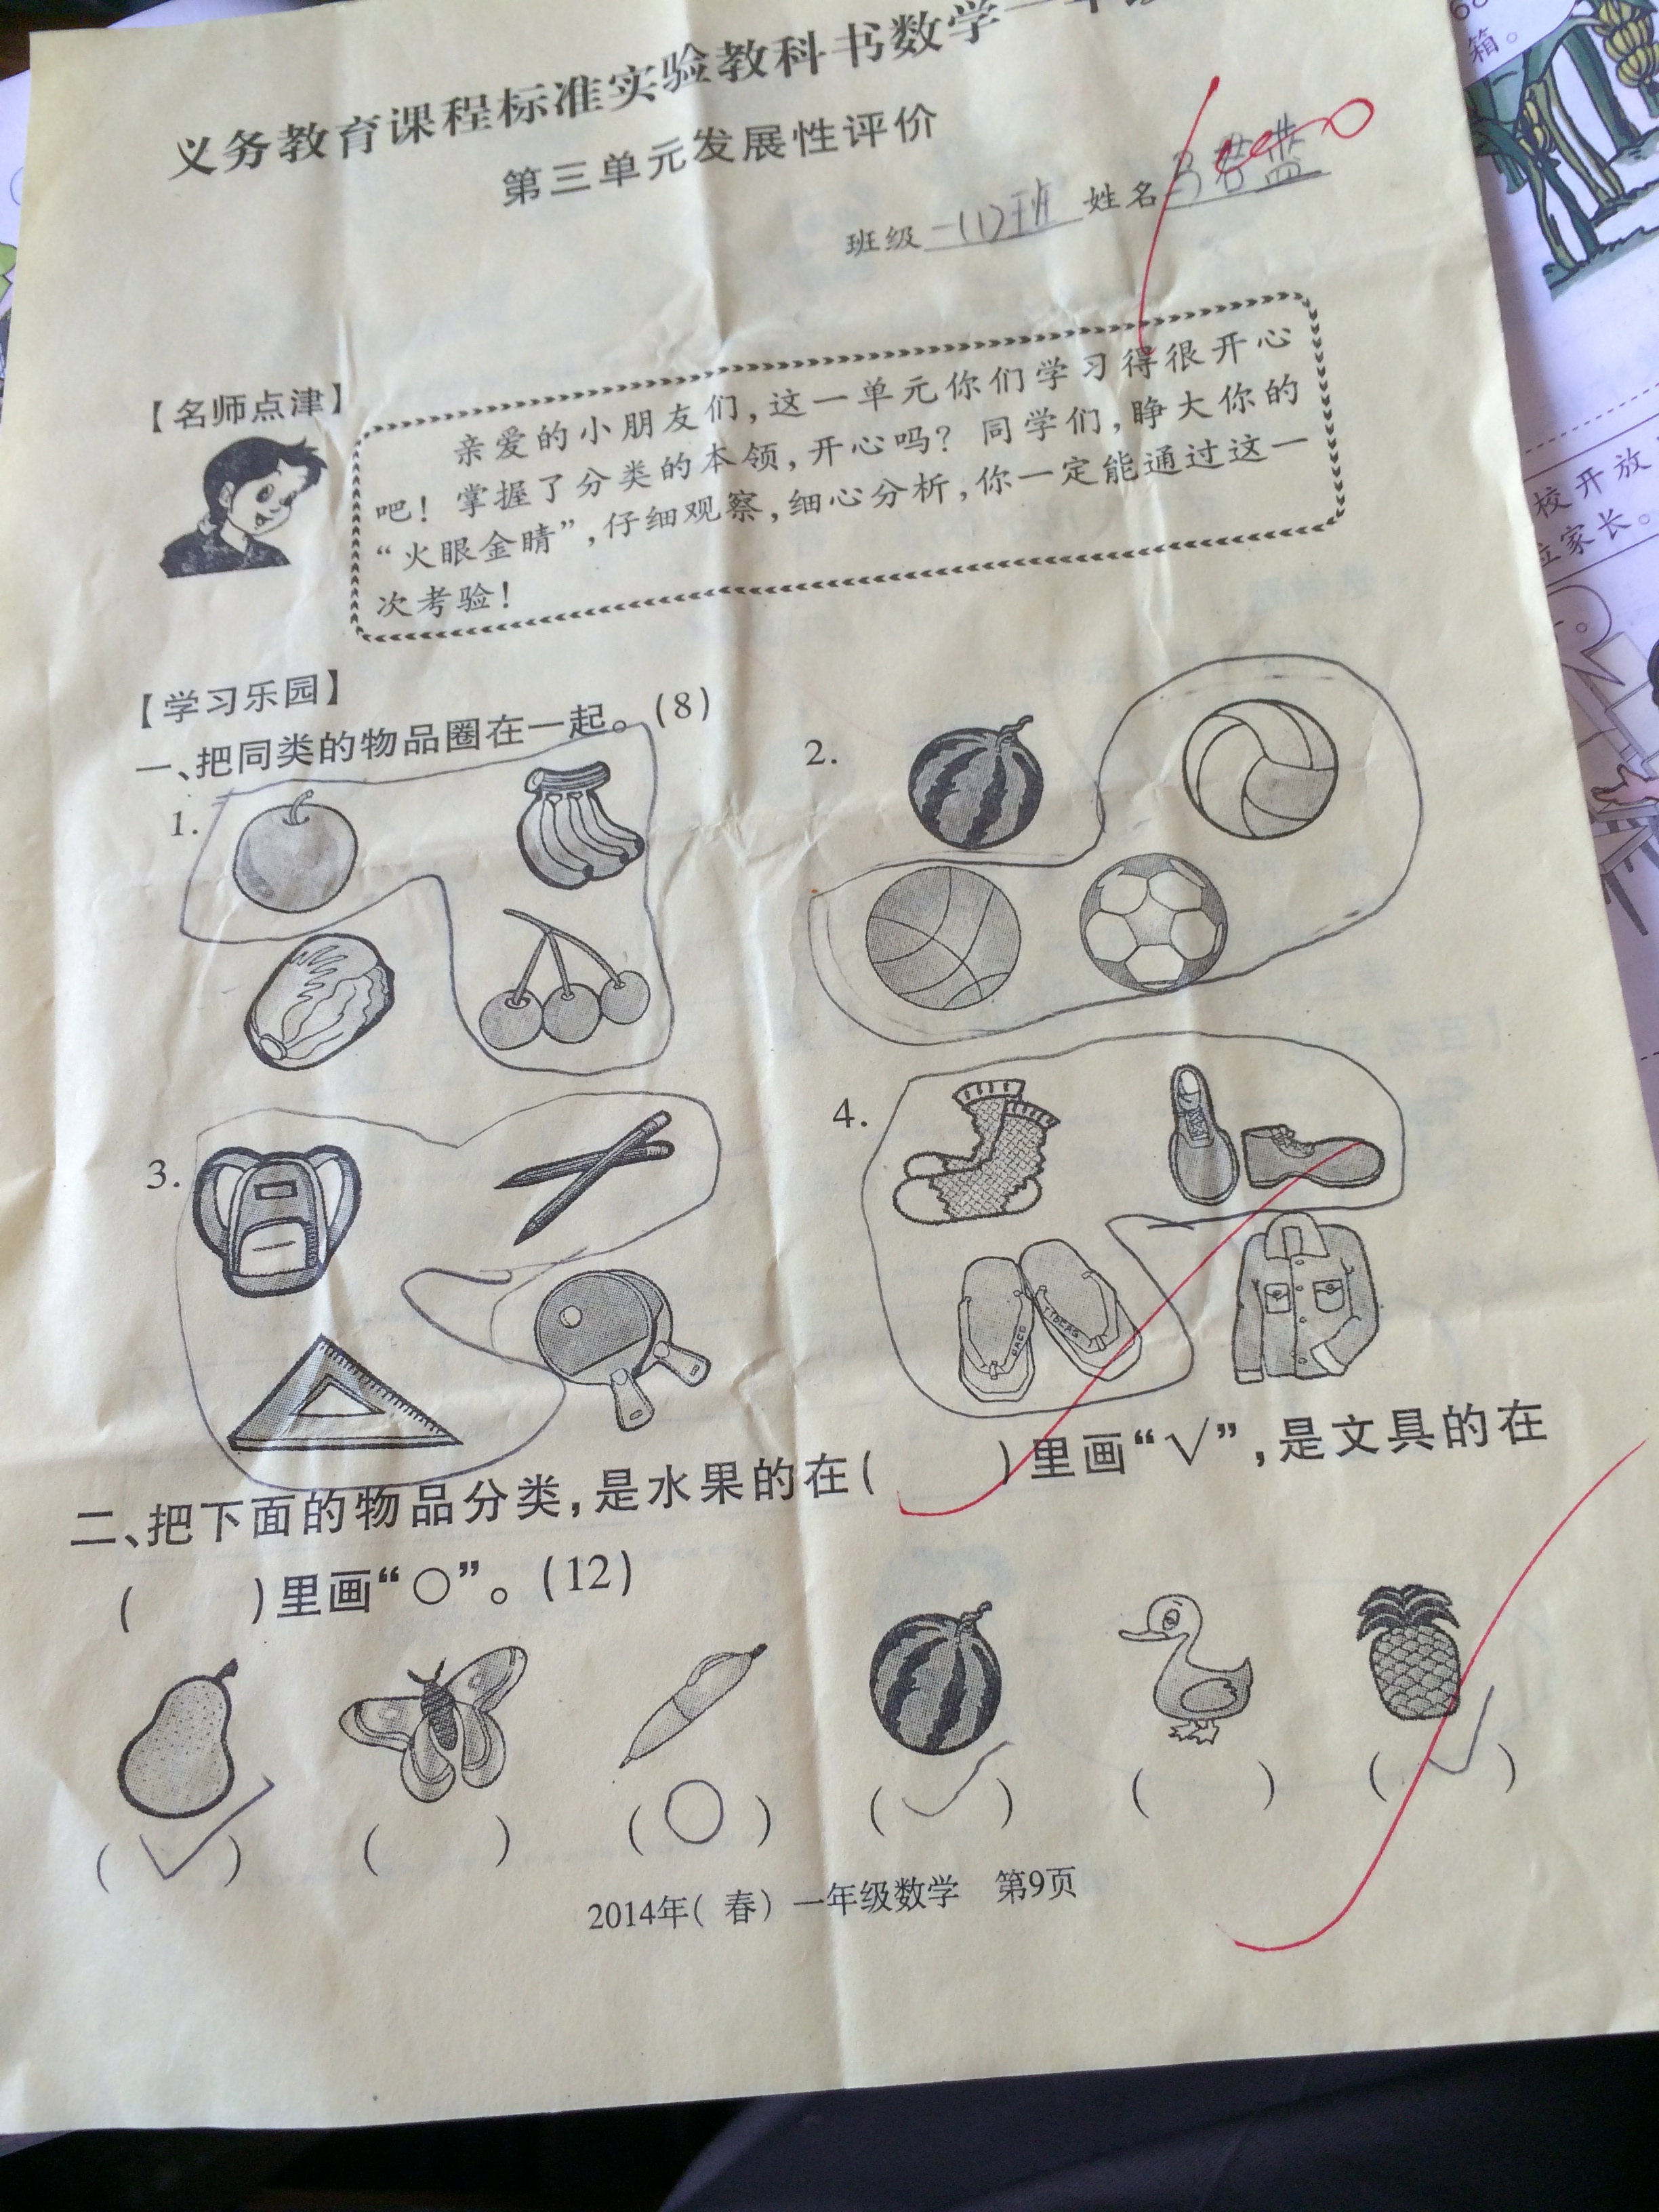 义务教育课程标准实验教科书数学一年级
第三单元发展性评价
班级 一(1)班 姓名
【名师点津】
亲爱的小朋友们,这一单元你们学习得很开心
吧!掌握了分类的本领,开心吗?同学们,睁大你的
“火眼金睛”,仔细观察,细心分析,你一定能通过这一
次考验!
【学习乐园】
一、把同类的物品圈在一起。(8)
1.
2.
3.
4.
二、把下面的物品分类,是水果的在( )里画“√”,是文具的在
( )里画“○”。(12)
(√) ( ) (○) (√) ( ) (√)
2014年(春)一年级数学 第9页
箱。
校开放
位家长。